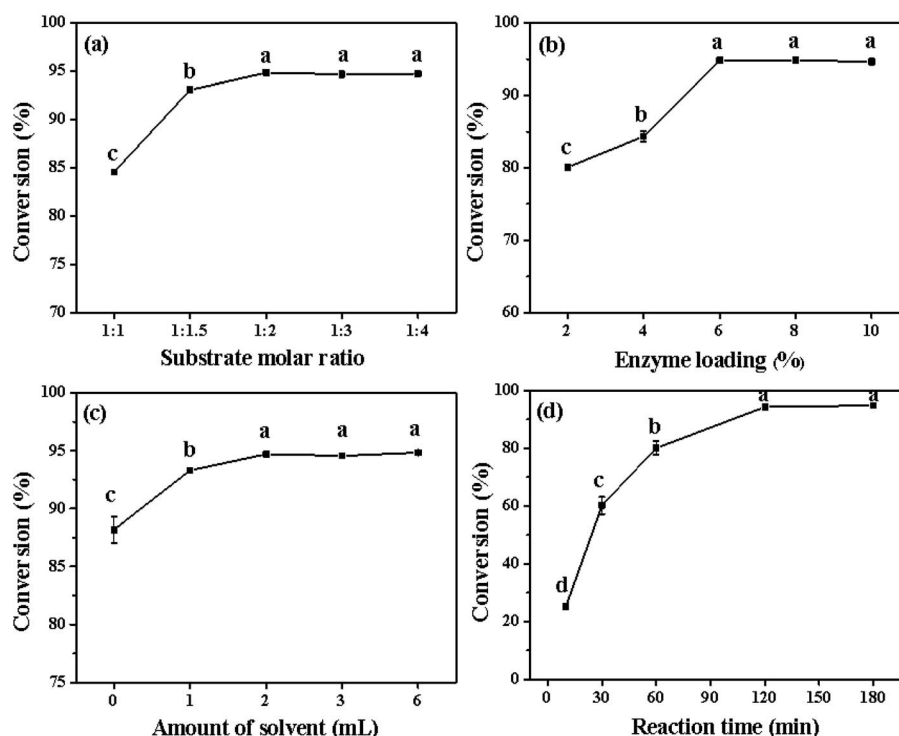 (a)
Conversion (%)
100
95
90
85
80
75
70
c
b
a
a
a
1:1
1:1.5
1:2
1:3
1:4
Substrate molar ratio
(b)
Conversion (%)
100
90
80
70
60
c
b
a
a
a
2
4
6
8
10
Enzyme loading (%)
(c)
Conversion (%)
100
95
90
85
80
75
c
b
a
a
a
0
1
2
3
6
Amount of solvent (mL)
(d)
Conversion (%)
100
80
60
40
20
0
d
c
b
a
a
0
30
60
90
120
150
180
Reaction time (min)